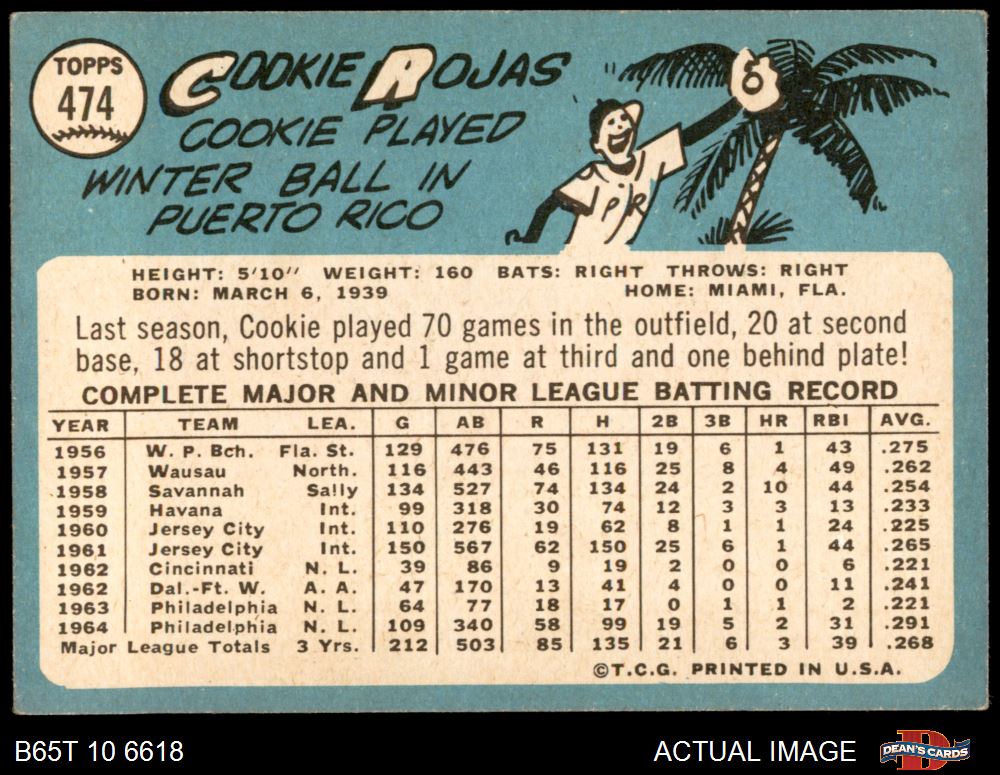 TOPPS
474
COOKIE ROJAS
COOKIE PLAYED
WINTER BALL IN
PUERTO RICO
6
PR
HEIGHT: 5'10" WEIGHT: 160 BATS: RIGHT THROWS: RIGHT
BORN: MARCH 6, 1939 HOME: MIAMI, FLA.
Last season, Cookie played 70 games in the outfield, 20 at second
base, 18 at shortstop and 1 game at third and one behind plate!
COMPLETE MAJOR AND MINOR LEAGUE BATTING RECORD
YEAR TEAM LEA. G AB R H 2B 3B HR RBI AVG.
1956 W. P. Bch. Fla. St. 129 476 75 131 19 6 1 43 .275
1957 Wausau North. 116 443 46 116 25 8 4 49 .262
1958 Savannah Sally 134 527 74 134 24 2 10 44 .254
1959 Havana Int. 99 318 30 74 12 3 3 13 .233
1960 Jersey City Int. 110 276 19 62 8 1 1 24 .225
1961 Jersey City Int. 150 567 62 150 25 6 1 44 .265
1962 Cincinnati N. L. 39 86 9 19 2 0 0 6 .221
1962 Dal.-Ft. W. A. A. 47 170 13 41 4 0 0 11 .241
1963 Philadelphia N. L. 64 77 18 17 0 1 1 2 .221
1964 Philadelphia N. L. 109 340 58 99 19 5 2 31 .291
Major League Totals 3 Yrs. 212 503 85 135 21 6 3 39 .268
©T.C.G. PRINTED IN U.S.A.
B65T 10 6618 ACTUAL IMAGE
D
DEAN'S CARDS